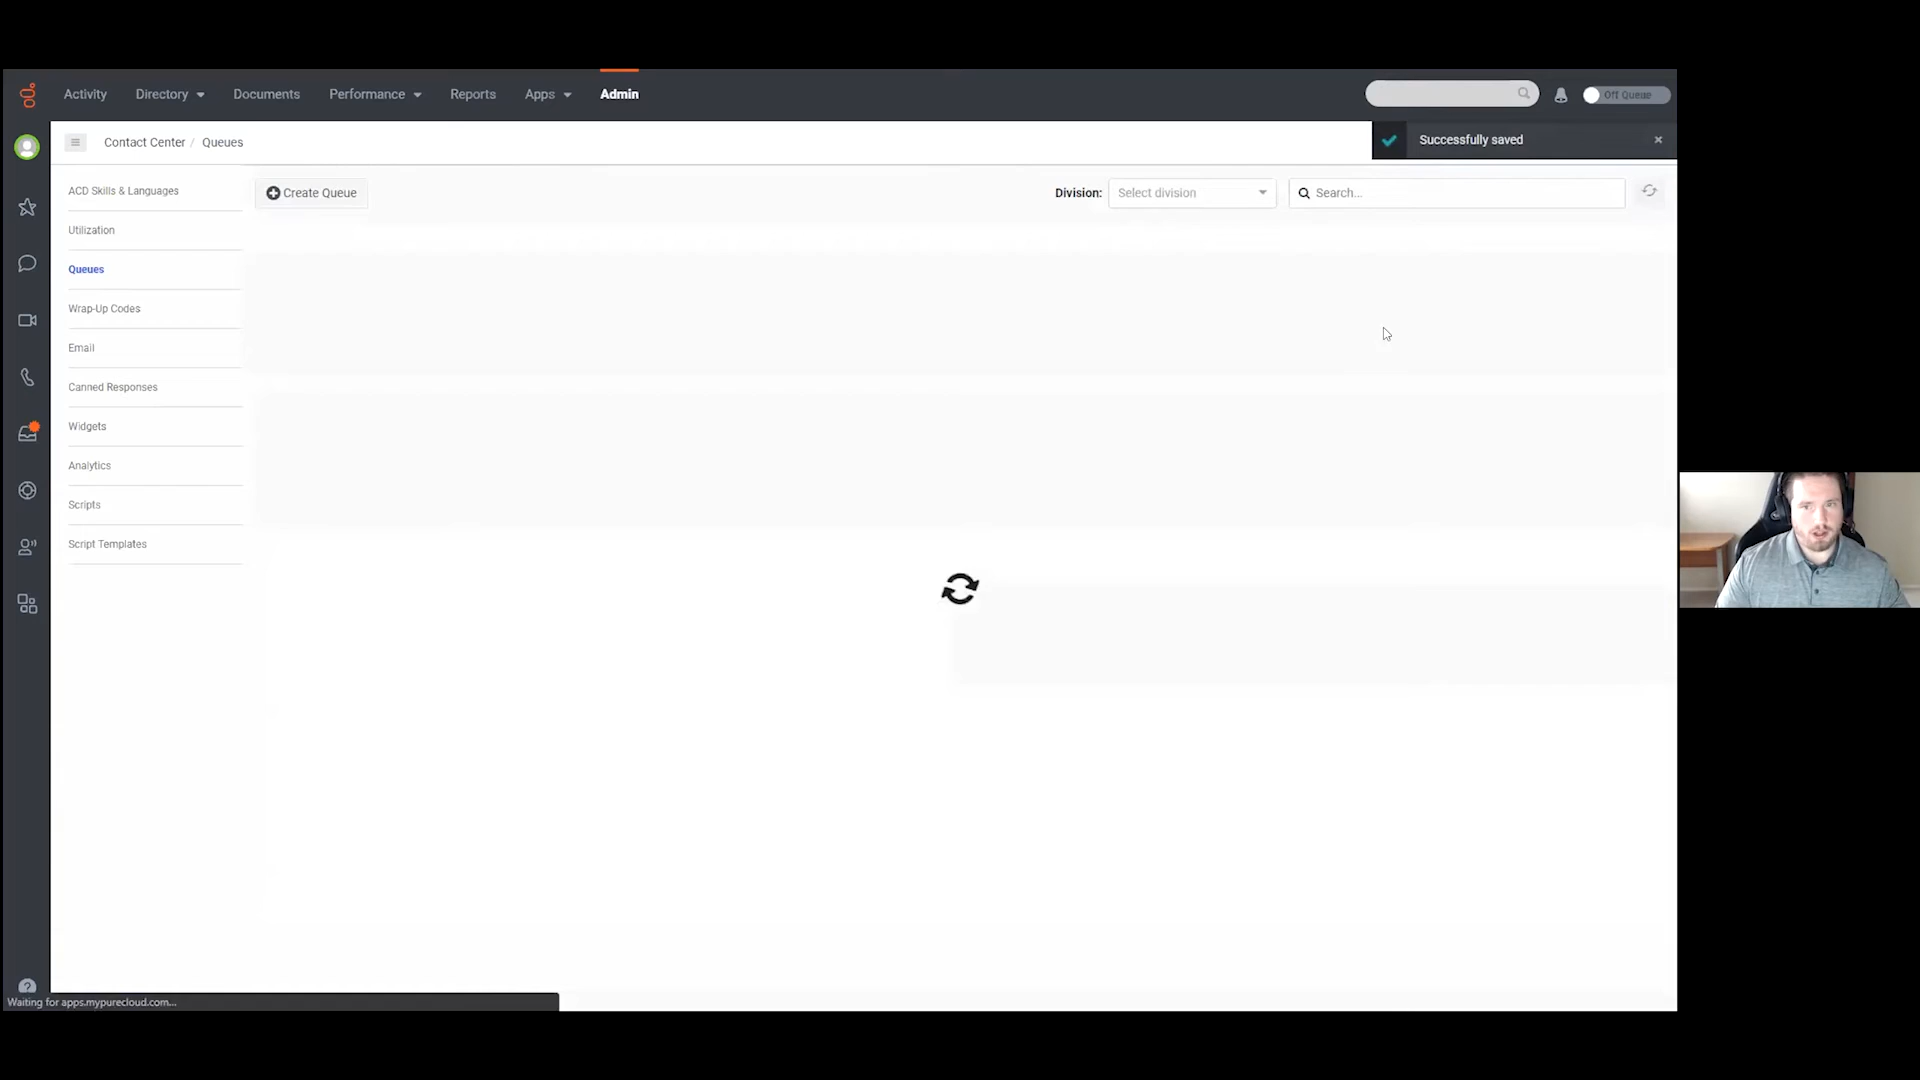 Activity Directory Documents Performance Reports Apps Admin Off Queue
Contact Center / Queues
Successfully saved
ACD Skills & Languages
Create Queue
Division: Select division
Search...
Utilization
Queues
Wrap-Up Codes
Email
Canned Responses
Widgets
Analytics
Scripts
Script Templates
Waiting for apps.mypurecloud.com...